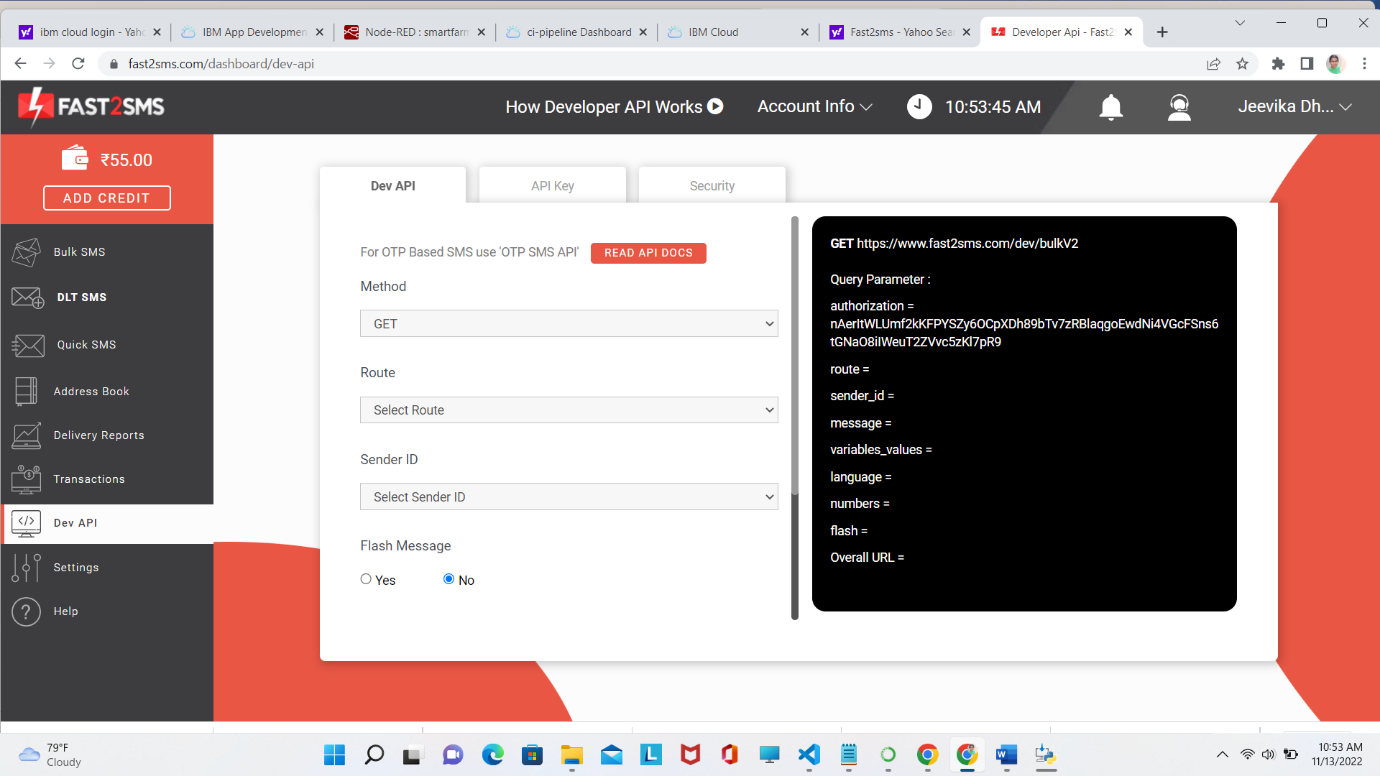 ibm cloud login - Yah
IBM App Developmen
Node-RED : smartfarm
ci-pipeline Dashboard
IBM Cloud
Fast2sms - Yahoo Sear
Developer Api - Fast2S
fast2sms.com/dashboard/dev-api
FAST2SMS
How Developer API Works
Account Info
10:53:45 AM
Jeevika Dh...
₹55.00
ADD CREDIT
Bulk SMS
DLT SMS
Quick SMS
Address Book
Delivery Reports
Transactions
Dev API
Settings
Help
Dev API
API Key
Security
For OTP Based SMS use 'OTP SMS API'
READ API DOCS
Method
GET
Route
Select Route
Sender ID
Select Sender ID
Flash Message
Yes
No
GET https://www.fast2sms.com/dev/bulkV2
Query Parameter :
authorization =
nAerItWLUmf2kKFPYSZy6OCpXDh89bTv7zRBlaqgoEwdNi4VGcFSns6
tGNaO8iIWeuT2ZVvc5zKl7pR9
route =
sender_id =
message =
variables_values =
language =
numbers =
flash =
Overall URL =
79°F
Cloudy
10:53 AM
11/13/2022